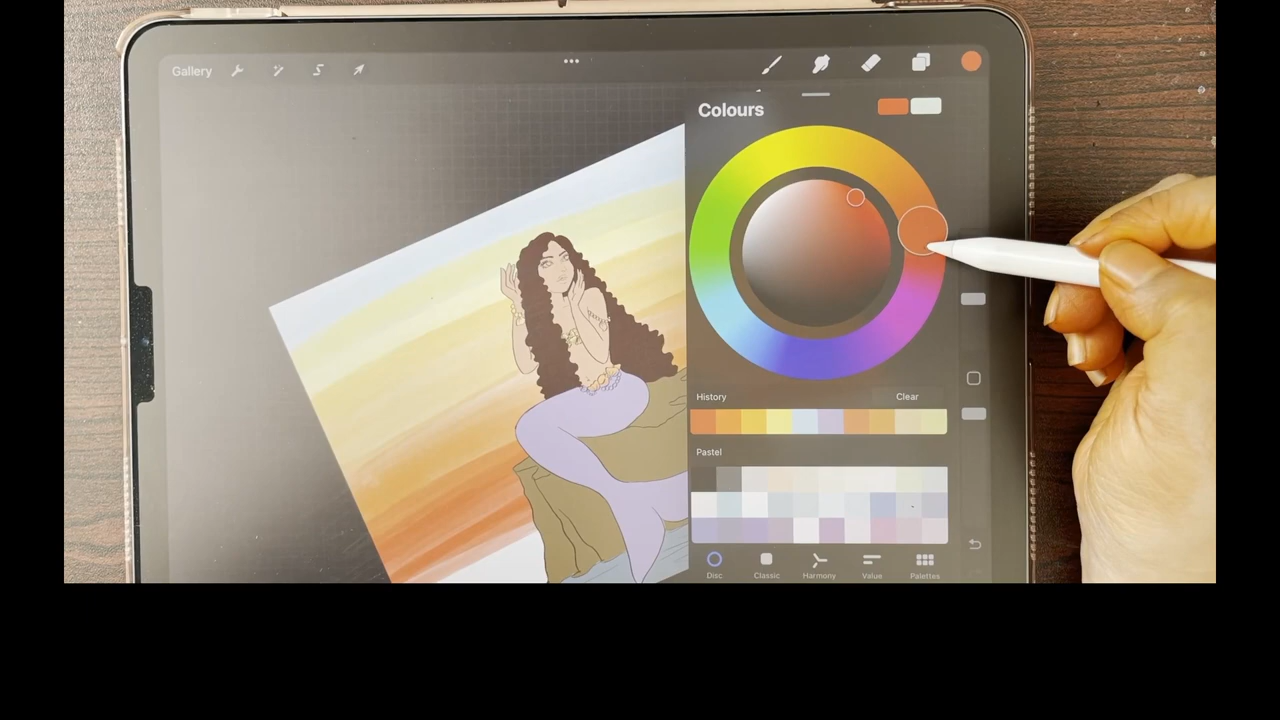 Gallery
Colours
History Clear
Pastel
Disc Classic Harmony Value Palettes